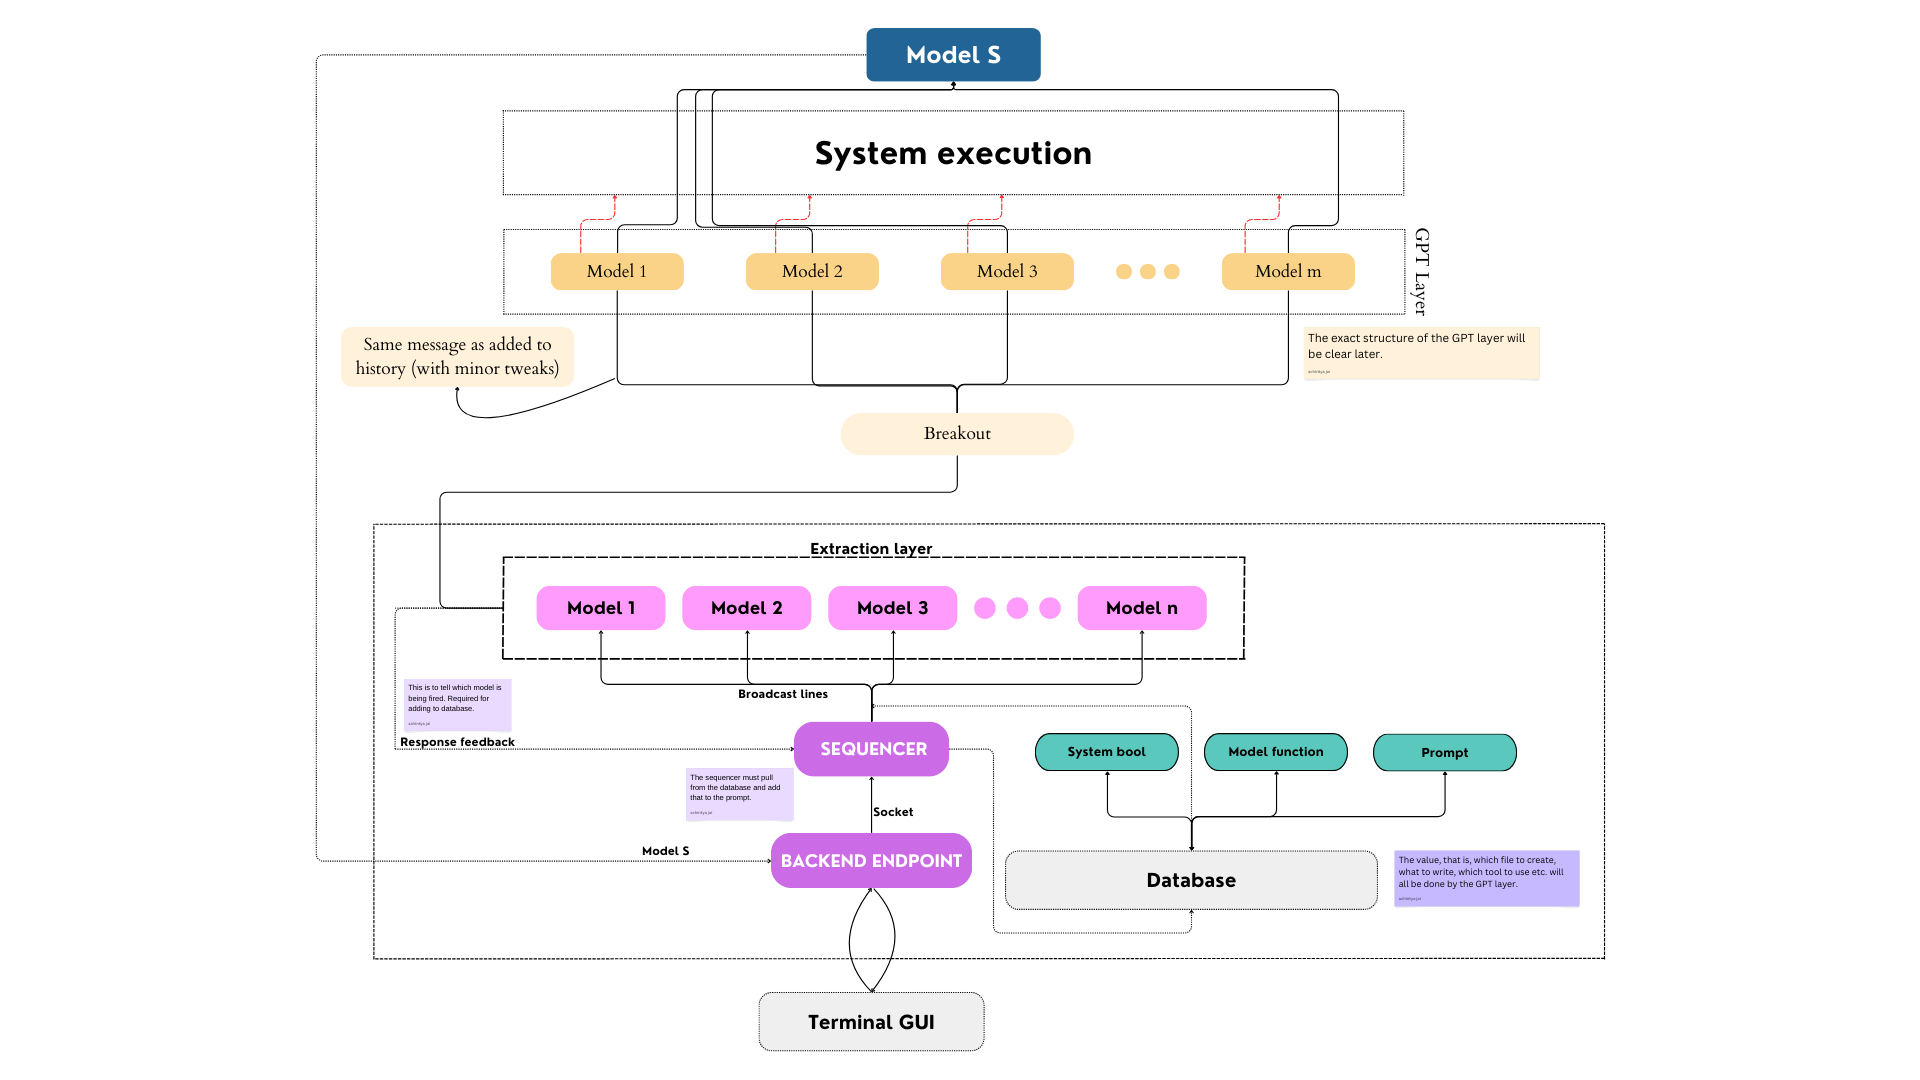 Model S
System execution
Model 1
Model 2
Model 3
Model m
GPT Layer
Same message as added to
history (with minor tweaks)
The exact structure of the GPT layer will
be clear later.
Breakout
Extraction layer
Model 1
Model 2
Model 3
Model n
Broadcast lines
This is to tell which model is
being fired. Required for
adding to database.
Response feedback
SEQUENCER
System bool
Model function
Prompt
The sequencer must pull
from the database and add
that to the prompt.
Socket
Model S
BACKEND ENDPOINT
Database
The value, that is, which file to create,
what to write, which tool to use etc. will
all be done by the GPT layer.
Terminal GUI